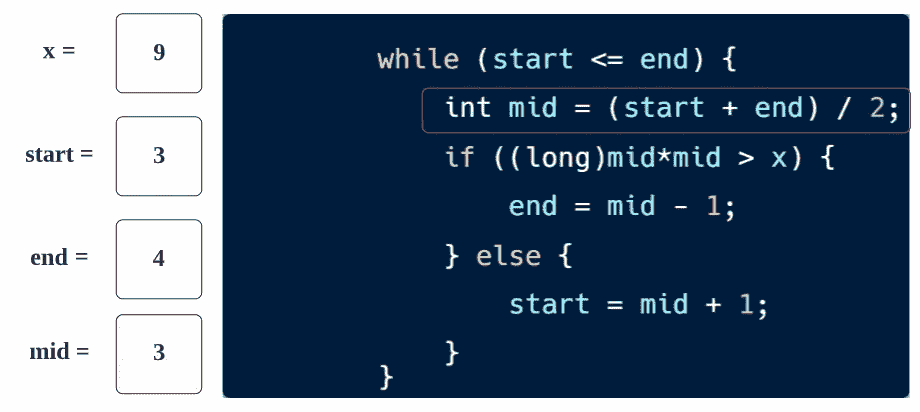 x = 9
start = 3
end = 4
mid = 3
while (start <= end) {
int mid = (start + end) / 2;
if ((long)mid*mid > x) {
end = mid - 1;
} else {
start = mid + 1;
}
}